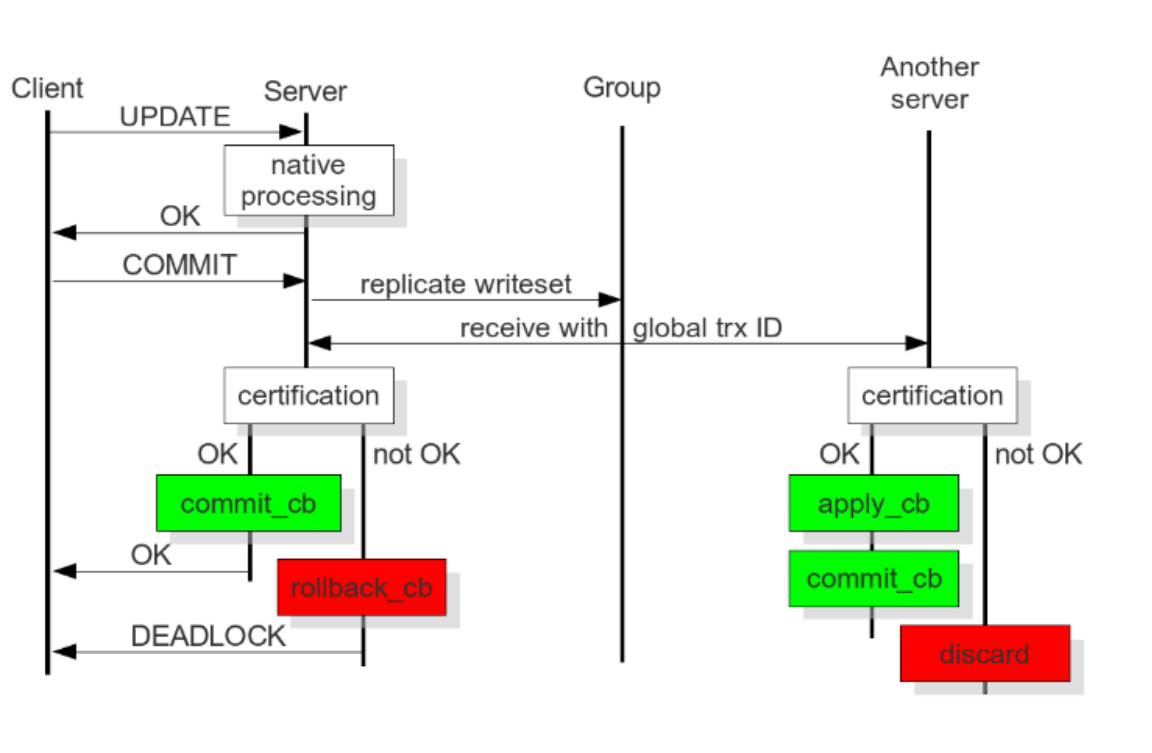 Client
Server
Group
Another
server
UPDATE
native
processing
OK
COMMIT
replicate writeset
receive with global trx ID
certification
certification
OK
not OK
OK
not OK
commit_cb
apply_cb
OK
rollback_cb
commit_cb
DEADLOCK
discard